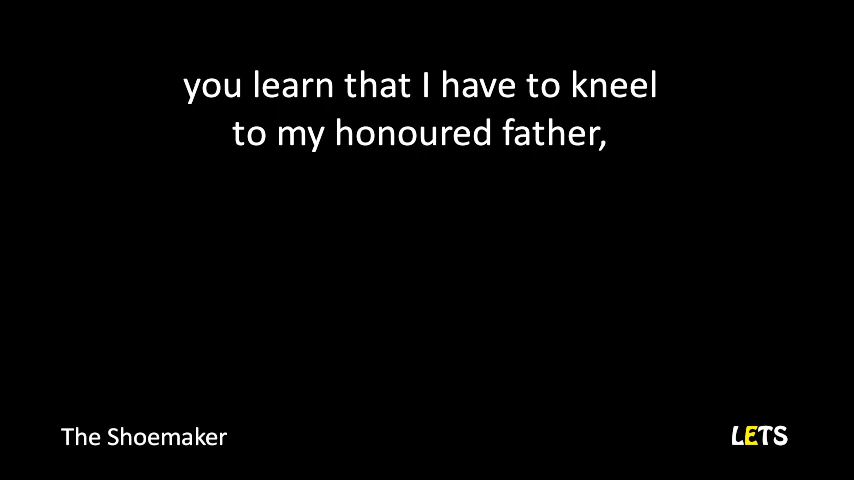 you learn that I have to kneel
to my honoured father,
The Shoemaker
LETS